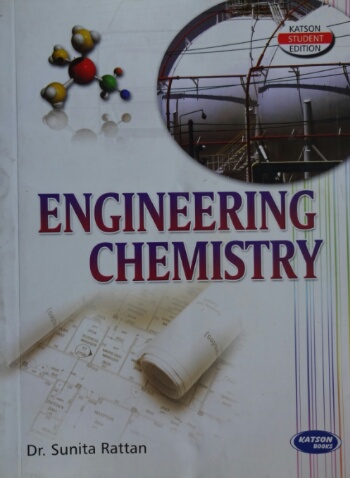 KATSON
STUDENT
EDITION
ENGINEERING
CHEMISTRY
Dr. Sunita Rattan
KATSON
BOOKS